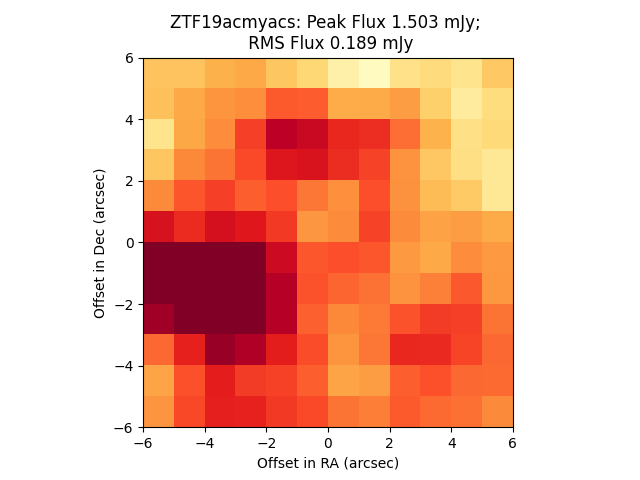 ZTF19acmyacs: Peak Flux 1.503 mJy;
RMS Flux 0.189 mJy
6
4
2
0
−2
−4
−6
Offset in Dec (arcsec)
−6 −4 −2 0 2 4 6
Offset in RA (arcsec)